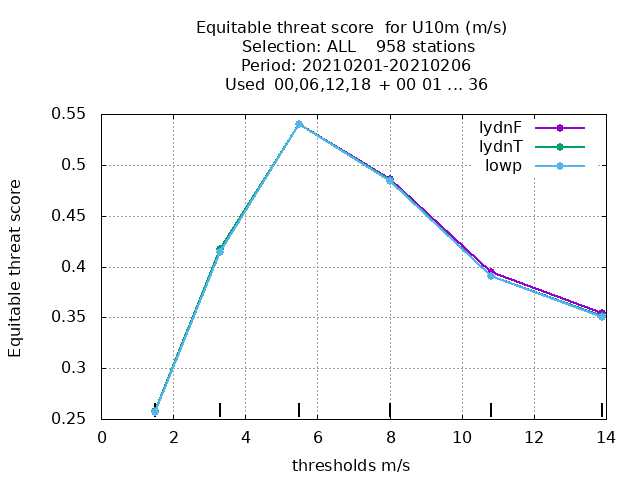 Equitable threat score  for U10m (m/s)
Selection: ALL    958 stations
Period: 20210201-20210206
Used  00,06,12,18  + 00 01 ... 36
lydnF
lydnT
lowp
Equitable threat score
0.55
0.5
0.45
0.4
0.35
0.3
0.25
0 2 4 6 8 10 12 14
thresholds m/s